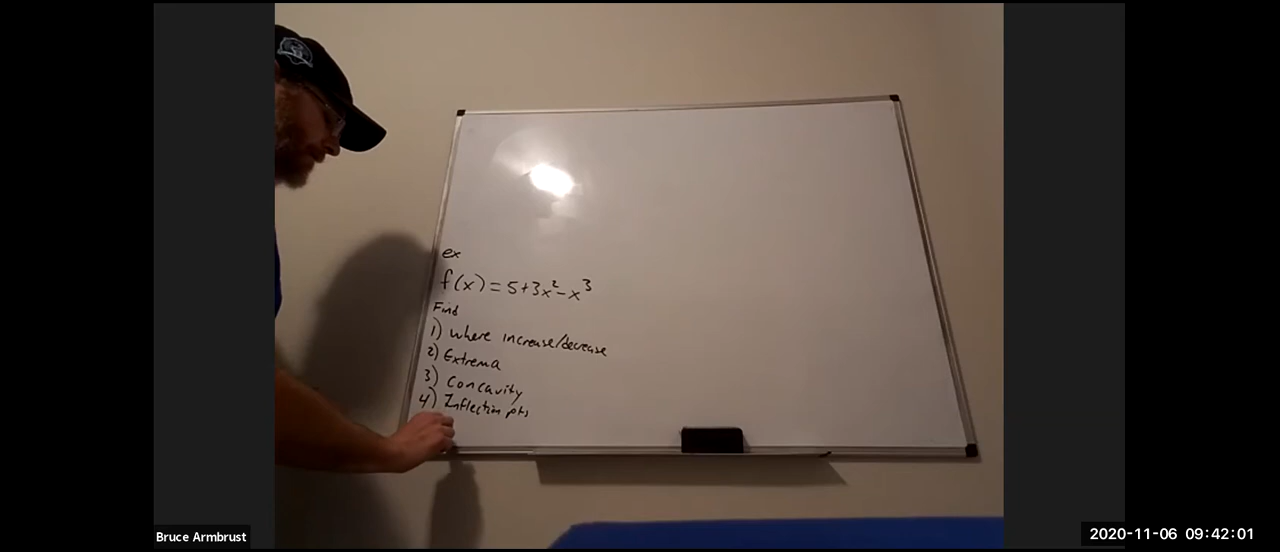 ex
f(x) = 5+3x²-x³
Find
1) where increase/decrease
2) Extrema
3) Concavity
4) Inflection pts
Bruce Armbrust
2020-11-06 09:42:01